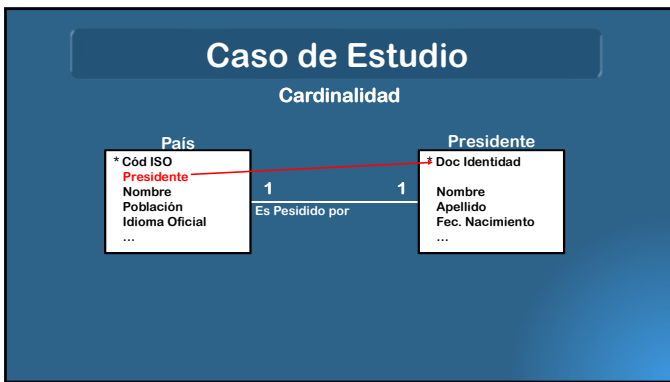 Caso de Estudio
Cardinalidad
País
* Cód ISO
Presidente
Nombre
Población
Idioma Oficial
...
1
1
Es Pesidido por
Presidente
* Doc Identidad
Nombre
Apellido
Fec. Nacimiento
...